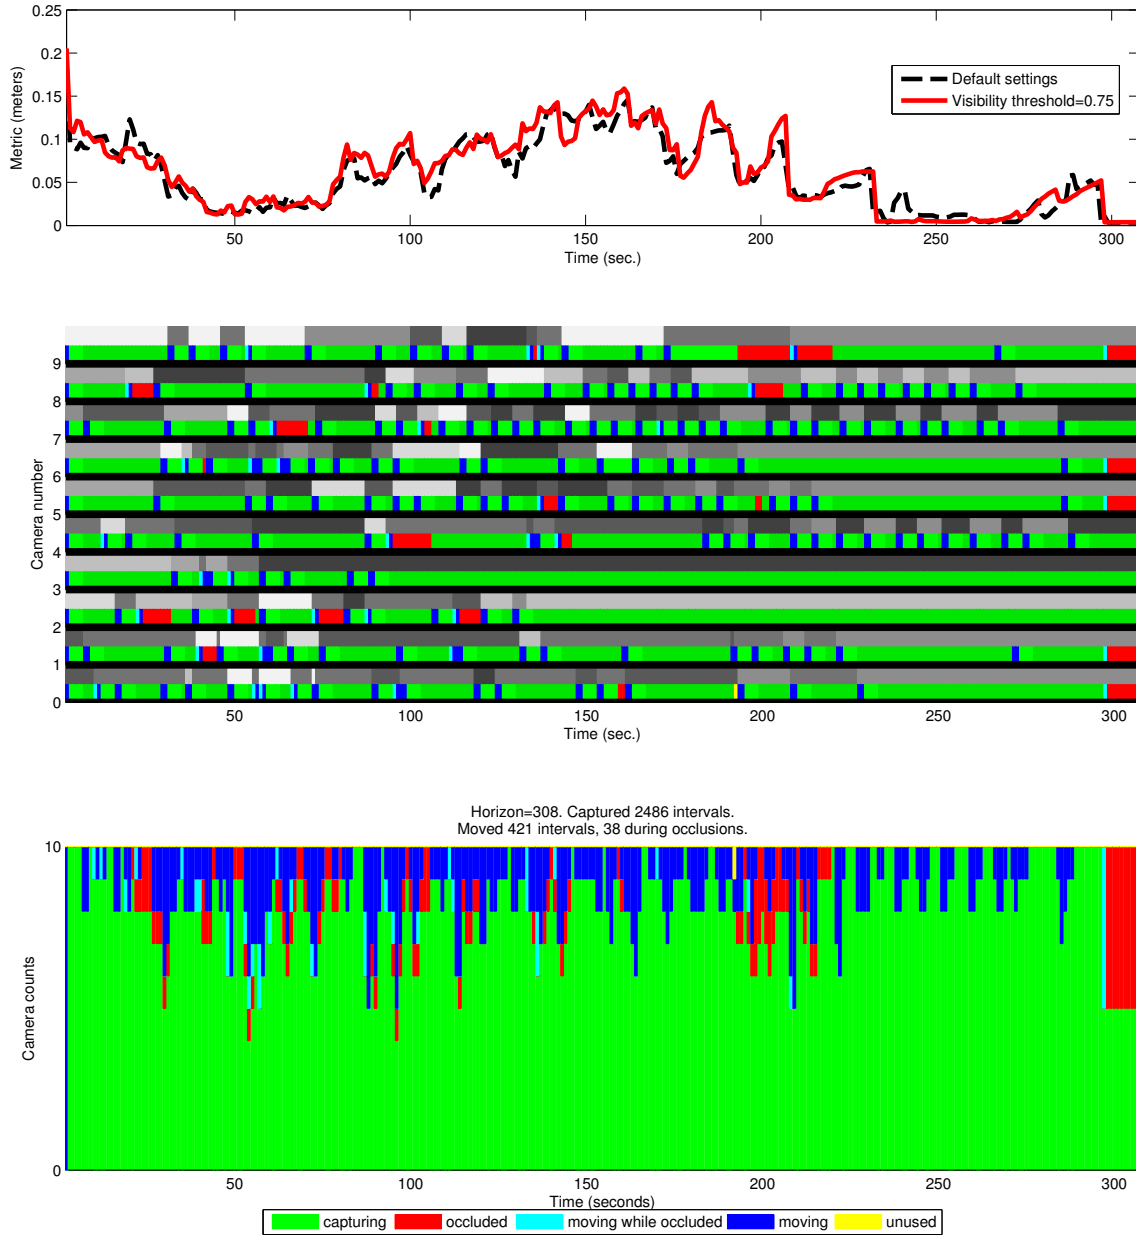 0.25
0.2
0.15
0.1
0.05
0
Metric (meters)
Default settings
Visibility threshold=0.75
50 100 150 200 250 300
Time (sec.)
9
8
7
6
5
4
3
2
1
0
Camera number
50 100 150 200 250 300
Time (sec.)
Horizon=308. Captured 2486 intervals.
Moved 421 intervals, 38 during occlusions.
10
0
Camera counts
50 100 150 200 250 300
Time (seconds)
capturing occluded moving while occluded moving unused